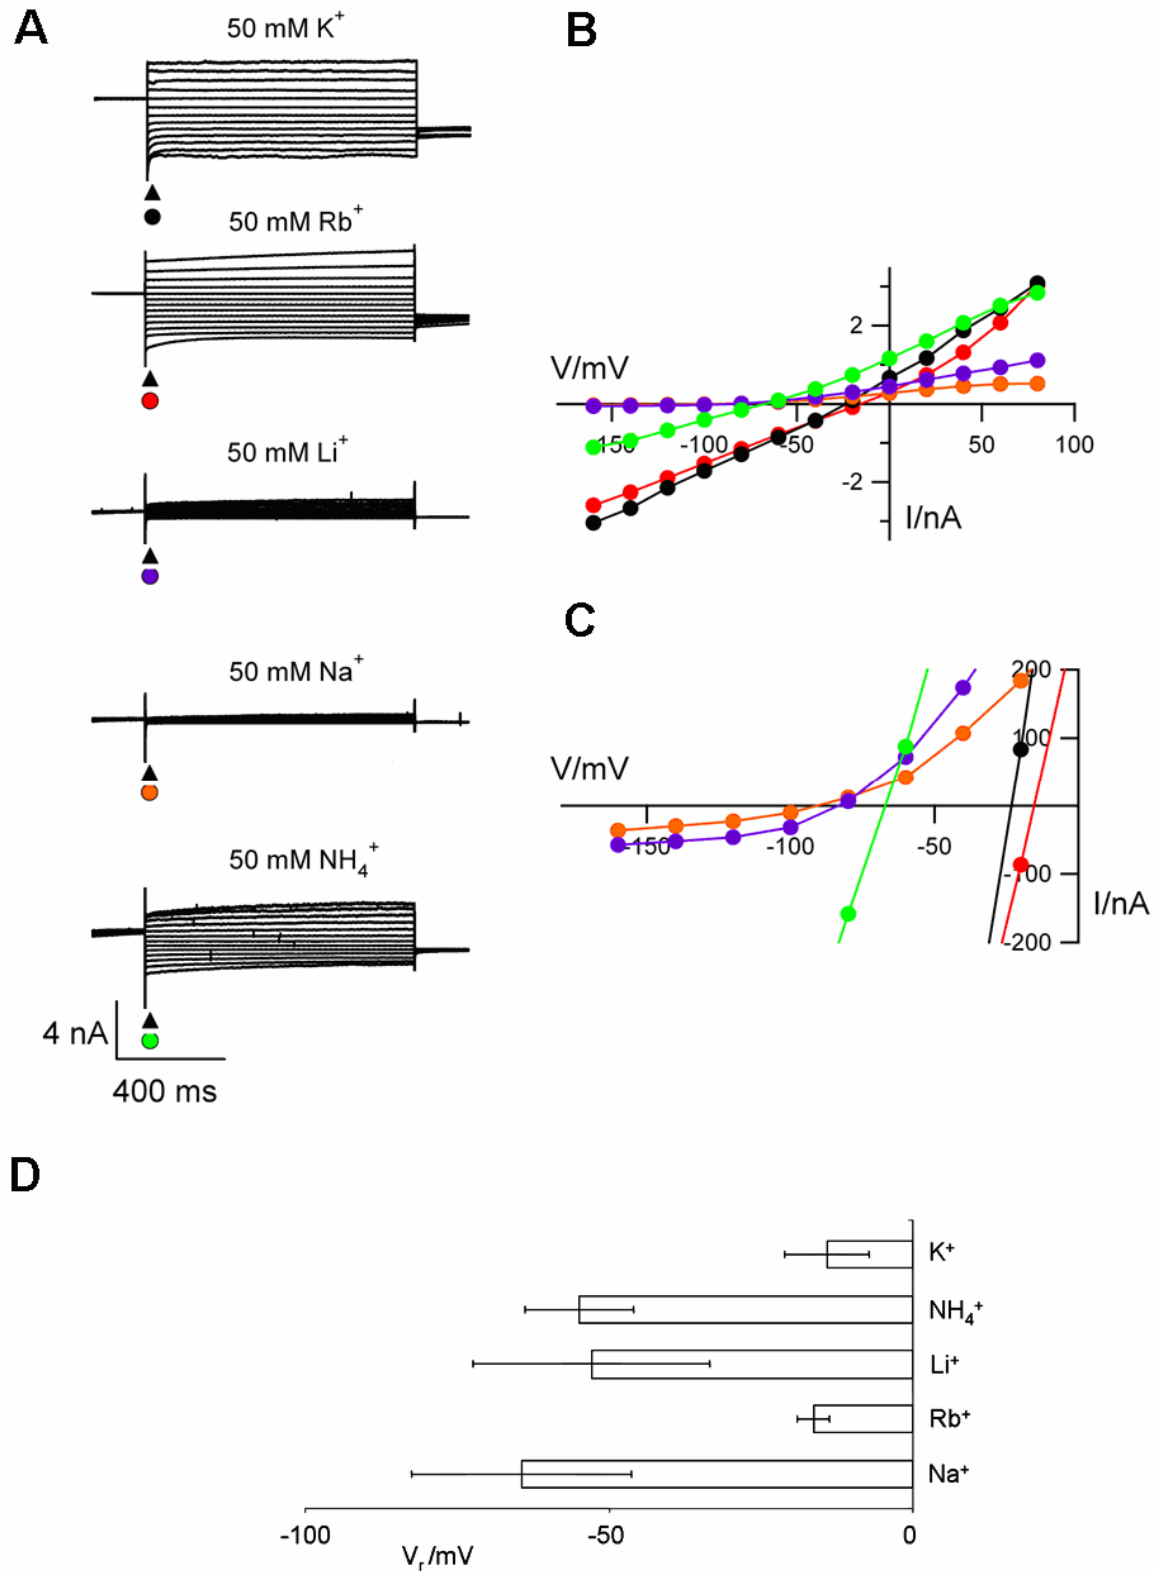 A
50 mM K⁺
50 mM Rb⁺
50 mM Li⁺
50 mM Na⁺
50 mM NH₄⁺
4 nA
400 ms
B
V/mV
2
-150 -100 -50 50 100
-2
I/nA
C
200
100
V/mV
-150 -100 -50
-100
I/nA
-200
D
K⁺
NH₄⁺
Li⁺
Rb⁺
Na⁺
-100 -50 0
Vᵣ/mV